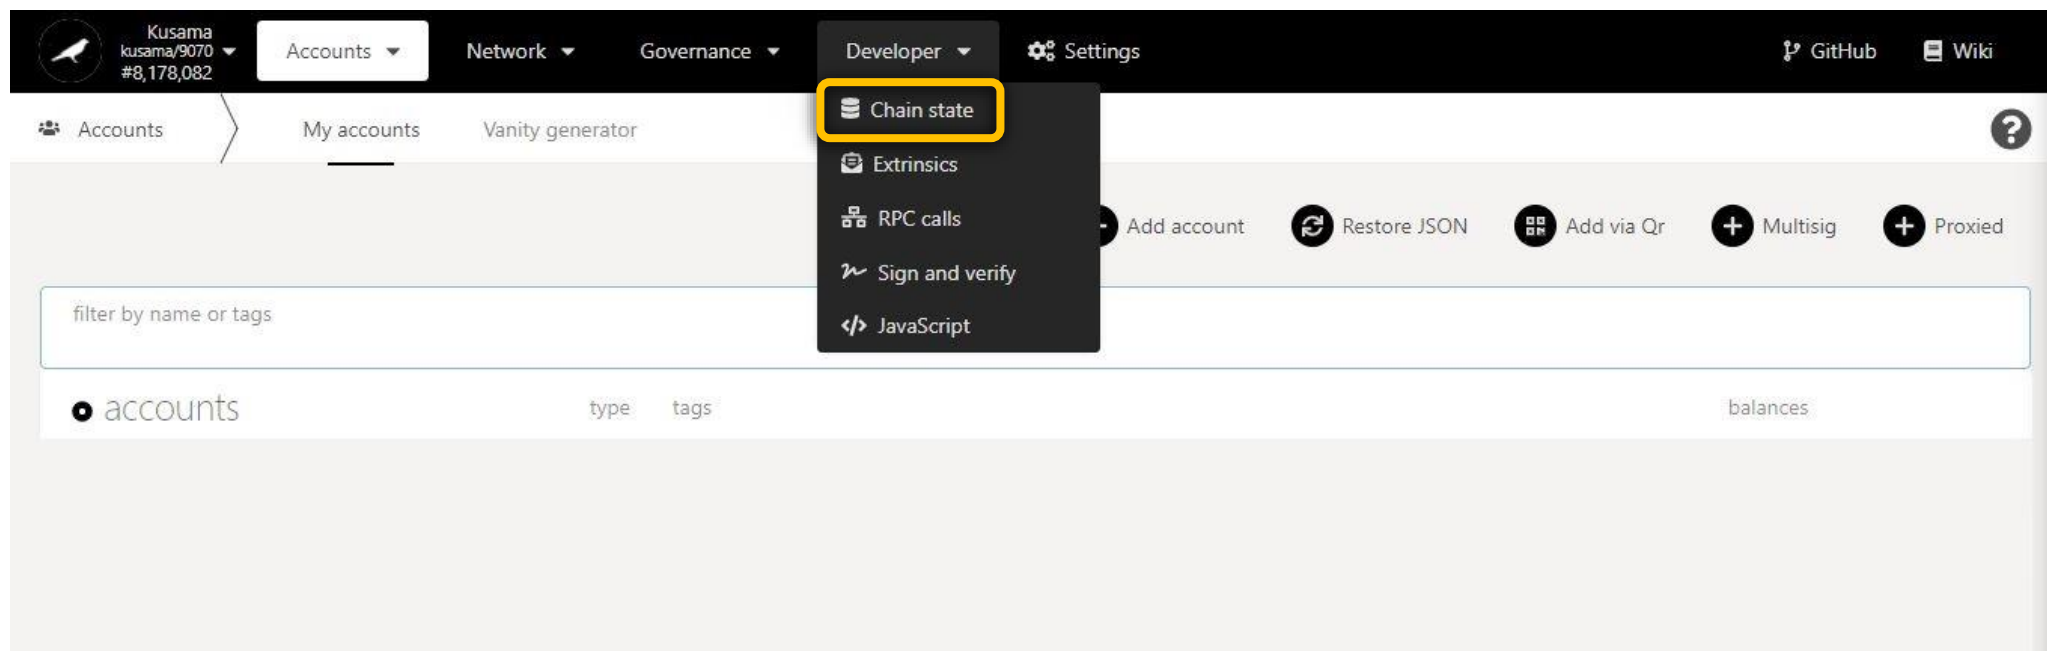 Kusama
kusama/9070
#8,178,082
Accounts
Network
Governance
Developer
Settings
GitHub
Wiki
Accounts
My accounts
Vanity generator
Chain state
Extrinsics
RPC calls
Sign and verify
JavaScript
Add account
Restore JSON
Add via Qr
Multisig
Proxied
filter by name or tags
accounts
type
tags
balances